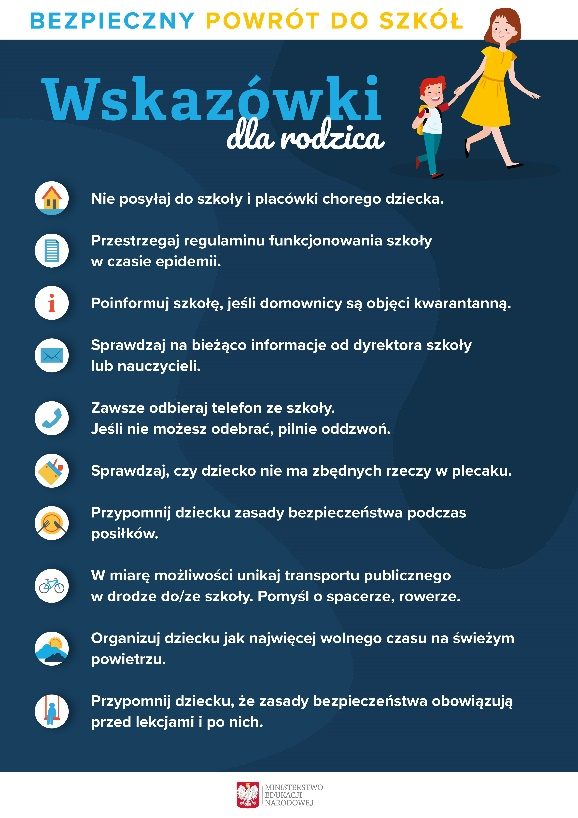 BEZPIECZNY POWRÓT DO SZKÓŁ
Wskazówki
dla rodzica
Nie posyłaj do szkoły i placówki chorego dziecka.
Przestrzegaj regulaminu funkcjonowania szkoły
w czasie epidemii.
Poinformuj szkołę, jeśli domownicy są objęci kwarantanną.
Sprawdzaj na bieżąco informacje od dyrektora szkoły
lub nauczycieli.
Zawsze odbieraj telefon ze szkoły.
Jeśli nie możesz odebrać, pilnie oddzwoń.
Sprawdzaj, czy dziecko nie ma zbędnych rzeczy w plecaku.
Przypomnij dziecku zasady bezpieczeństwa podczas
posiłków.
W miarę możliwości unikaj transportu publicznego
w drodze do/ze szkoły. Pomyśl o spacerze, rowerze.
Organizuj dziecku jak najwięcej wolnego czasu na świeżym
powietrzu.
Przypomnij dziecku, że zasady bezpieczeństwa obowiązują
przed lekcjami i po nich.
MINISTERSTWO
EDUKACJI
NARODOWEJ